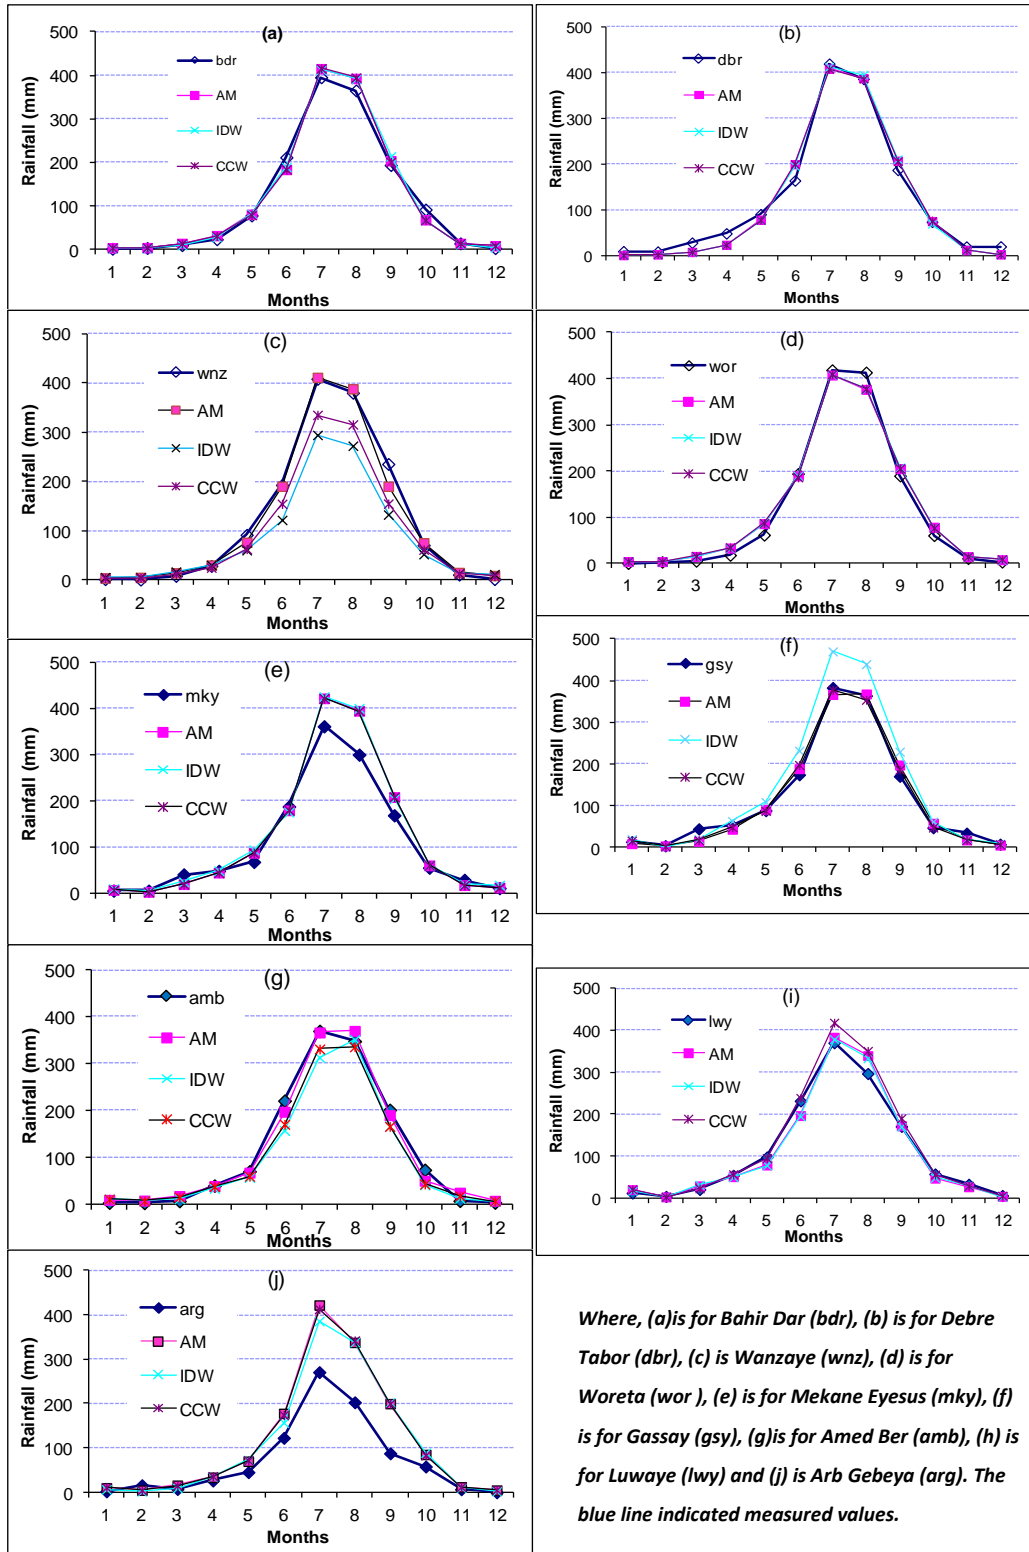 (a)
bdr
AM
IDW
CCW
Rainfall (mm)
500
400
300
200
100
0
1 2 3 4 5 6 7 8 9 10 11 12
Months
(b)
dbr
AM
IDW
CCW
Rainfall (mm)
500
400
300
200
100
0
1 2 3 4 5 6 7 8 9 10 11 12
Months
(c)
wnz
AM
IDW
CCW
Rainfall (mm)
500
400
300
200
100
0
1 2 3 4 5 6 7 8 9 10 11 12
Months
(d)
wor
AM
IDW
CCW
Rainfall (mm)
500
400
300
200
100
0
1 2 3 4 5 6 7 8 9 10 11 12
Months
(e)
mky
AM
IDW
CCW
Rainfall (mm)
500
400
300
200
100
0
1 2 3 4 5 6 7 8 9 10 11 12
Months
(f)
gsy
AM
IDW
CCW
Rainfall (mm)
500
400
300
200
100
0
1 2 3 4 5 6 7 8 9 10 11 12
Months
(g)
amb
AM
IDW
CCW
Rainfall (mm)
500
400
300
200
100
0
1 2 3 4 5 6 7 8 9 10 11 12
Months
(i)
lwy
AM
IDW
CCW
Rainfall (mm)
500
400
300
200
100
0
1 2 3 4 5 6 7 8 9 10 11 12
Months
(j)
arg
AM
IDW
CCW
Rainfall (mm)
500
400
300
200
100
0
1 2 3 4 5 6 7 8 9 10 11 12
Months
Where, (a)is for Bahir Dar (bdr), (b) is for Debre
Tabor (dbr), (c) is Wanzaye (wnz), (d) is for
Woreta (wor ), (e) is for Mekane Eyesus (mky), (f)
is for Gassay (gsy), (g)is for Amed Ber (amb), (h) is
for Luwaye (lwy) and (j) is Arb Gebeya (arg). The
blue line indicated measured values.